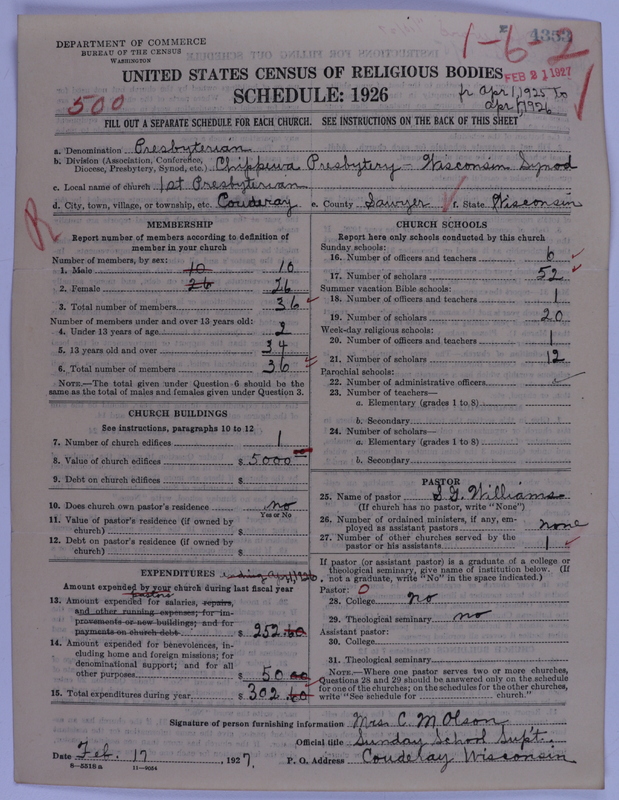 DEPARTMENT OF COMMERCE
BUREAU OF THE CENSUS
WASHINGTON
1-6-2
4353
UNITED STATES CENSUS OF RELIGIOUS BODIES
FEB 21 1927
SCHEDULE: 1926
fr Apr 1, 1925 to
apr 1, 1926
500
FILL OUT A SEPARATE SCHEDULE FOR EACH CHURCH. SEE INSTRUCTIONS ON THE BACK OF THIS SHEET
a. Denomination Presbyterian
b. Division (Association, Conference, Diocese, Presbytery, Synod, etc.) Chippewa Presbytery - Wisconsin Synod
c. Local name of church 1st Presbyterian
d. City, town, village, or township, etc. Couderay e. County Sawyer f. State Wisconsin
R
MEMBERSHIP
Report number of members according to definition of
member in your church
Number of members, by sex:
1. Male 10 10
2. Female 26 26
3. Total number of members 36
Number of members under and over 13 years old:
4. Under 13 years of age 2
5. 13 years old and over 34
6. Total number of members 36
NOTE.—The total given under Question 6 should be the
same as the total of males and females given under Question 3.
CHURCH BUILDINGS
See instructions, paragraphs 10 to 12
7. Number of church edifices 1
8. Value of church edifices $ 5000
9. Debt on church edifices $
10. Does church own pastor's residence no
Yes or No
11. Value of pastor's residence (if owned by
church) $
12. Debt on pastor's residence (if owned by
church) $
EXPENDITURES ending Apr 1, 1926
Amount expended by your church during last fiscal year
pastors
13. Amount expended for salaries, repairs,
and other running expenses; for im-
provements or new buildings; and for
payments on church debt $ 252.60
14. Amount expended for benevolences, in-
cluding home and foreign missions; for
denominational support; and for all
other purposes $ 50 00
15. Total expenditures during year $ 302 60
CHURCH SCHOOLS
Report here only schools conducted by this church
Sunday schools:
16. Number of officers and teachers 6
17. Number of scholars 52
Summer vacation Bible schools:
18. Number of officers and teachers 1
19. Number of scholars 20
Week-day religious schools:
20. Number of officers and teachers 1
21. Number of scholars 12
Parochial schools:
22. Number of administrative officers
23. Number of teachers—
a. Elementary (grades 1 to 8)
b. Secondary
24. Number of scholars—
a. Elementary (grades 1 to 8)
b. Secondary
PASTOR
25. Name of pastor S. G. Williams
(If church has no pastor, write "None")
26. Number of ordained ministers, if any, em-
ployed as assistant pastors none
27. Number of other churches served by the
pastor or his assistants 1
If pastor (or assistant pastor) is a graduate of a college or
theological seminary, give name of institution below. (If
not a graduate, write "No" in the space indicated.)
Pastor: 0
28. College no
29. Theological seminary no
Assistant pastor:
30. College
31. Theological seminary
NOTE.—Where one pastor serves two or more churches,
Questions 28 and 29 should be answered only on the schedule
for one of the churches; on the schedules for the other churches,
write "See schedule for church."
Signature of person furnishing information Mrs. C. M. Olson
Official title Sunday School Supt.
Date Feb. 17, 1927. P. O. Address Couderay Wisconsin
8-5518a 11-9054